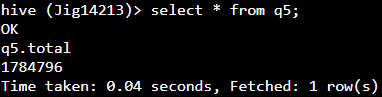 hive (Jig14213)> select * from q5;
OK
q5.total
1784796
Time taken: 0.04 seconds, Fetched: 1 row(s)